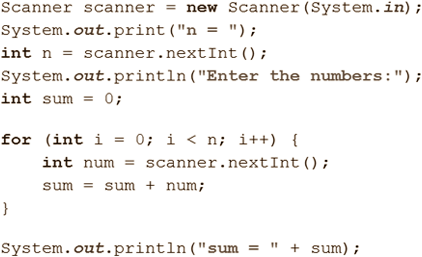 Scanner scanner = new Scanner(System.in);
System.out.print("n = ");
int n = scanner.nextInt();
System.out.println("Enter the numbers:");
int sum = 0;

for (int i = 0; i < n; i++) {
    int num = scanner.nextInt();
    sum = sum + num;
}

System.out.println("sum = " + sum);